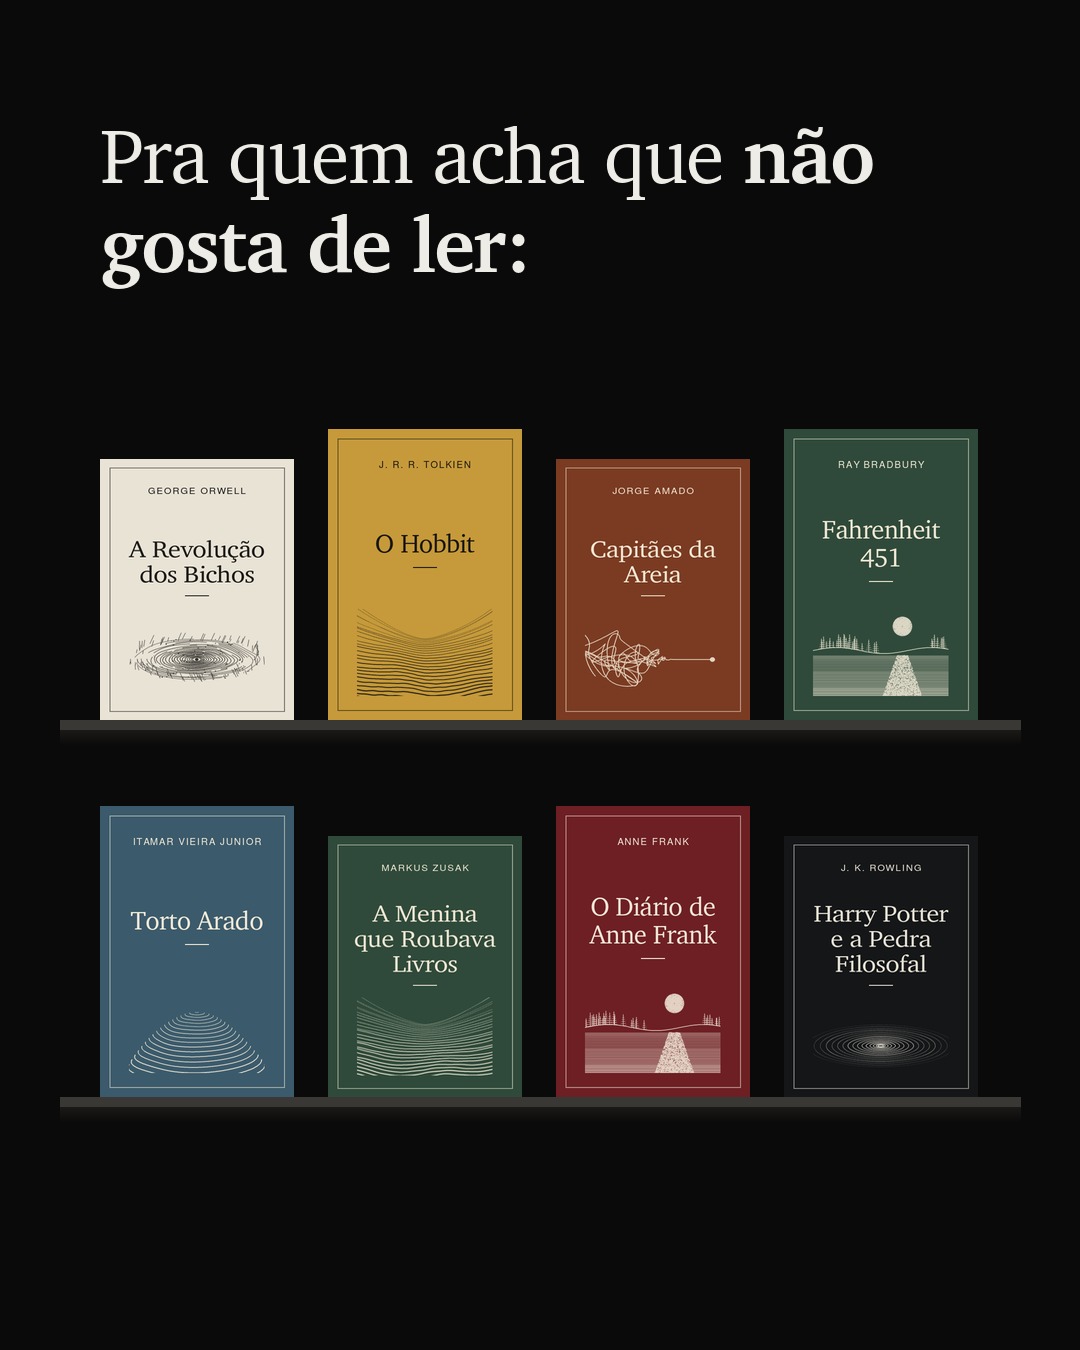 Pra quem acha que não
gosta de ler:
GEORGE ORWELL
A Revolução
dos Bichos
J. R. R. TOLKIEN
O Hobbit
JORGE AMADO
Capitães da
Areia
RAY BRADBURY
Fahrenheit
451
ITAMAR VIEIRA JUNIOR
Torto Arado
MARKUS ZUSAK
A Menina
que Roubava
Livros
ANNE FRANK
O Diário de
Anne Frank
J. K. ROWLING
Harry Potter
e a Pedra
Filosofal